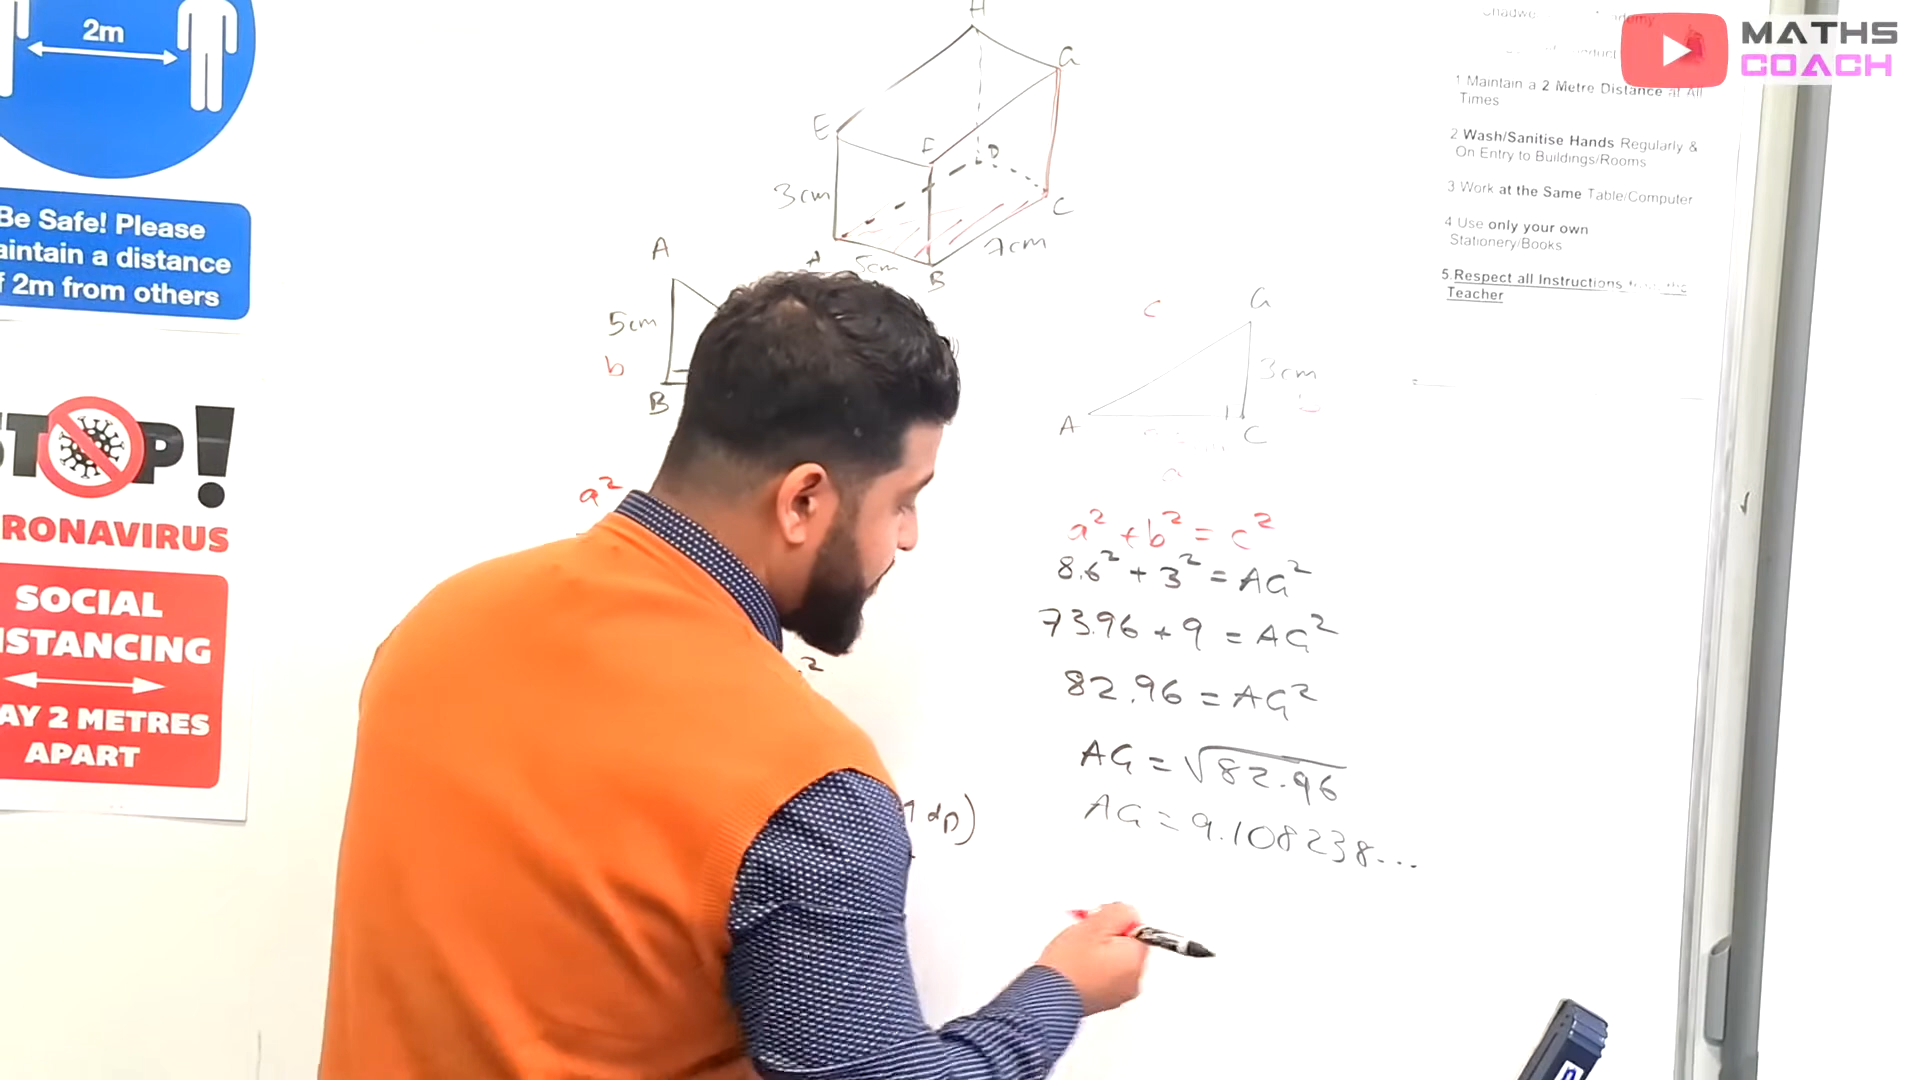 2m
Be Safe! Please
aintain a distance
f 2m from others
STOP!
RONAVIRUS
SOCIAL
ISTANCING
AY 2 METRES
APART
H
G
E
F
D
3cm
C
A
5cm
B
7cm
A
5cm
b
B
a²
²
dp)
c
G
3cm
b
A
C
a
a² + b² = c²
8.6² + 3² = AG²
73.96 + 9 = AG²
82.96 = AG²
AG = √82.96
AG = 9.108238...
MATHS
COACH
1 Maintain a 2 Metre Distance at All
Times
2 Wash/Sanitise Hands Regularly &
On Entry to Buildings/Rooms
3 Work at the Same Table/Computer
4 Use only your own
Stationery/Books
5.Respect all Instructions the
Teacher